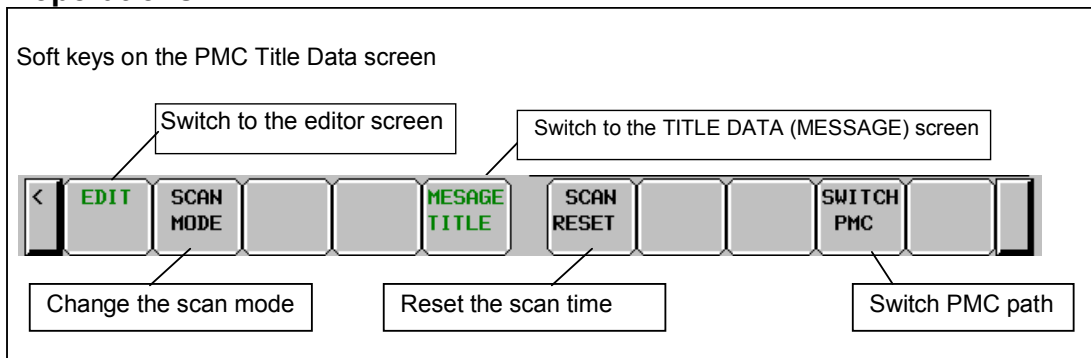 operations
Soft keys on the PMC Title Data screen
Switch to the editor screen
Switch to the TITLE DATA (MESSAGE) screen
< EDIT SCAN MESAGE SCAN SWITCH
MODE TITLE RESET PMC
Change the scan mode
Reset the scan time
Switch PMC path